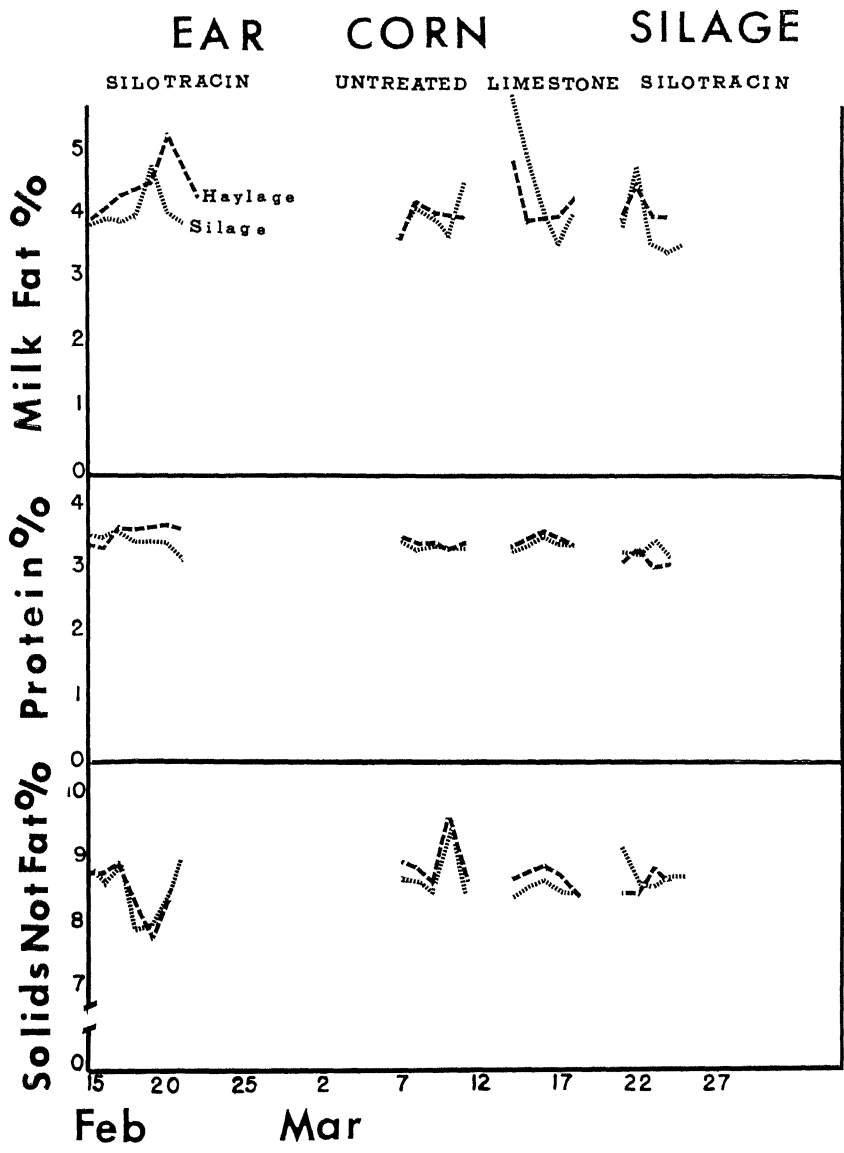 EAR CORN SILAGE
SILOTRACIN UNTREATED LIMESTONE SILOTRACIN
Milk Fat %
5
4
3
2
1
0
Haylage
Silage
Protein %
4
3
2
1
0
Solids Not Fat %
10
9
8
7
0
15 20 25 2 7 12 17 22 27
Feb Mar